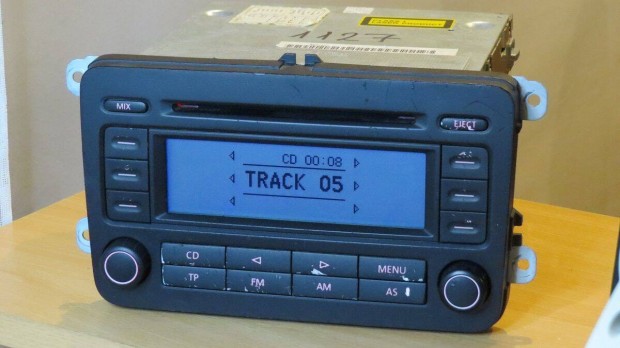 1127
MIX
EJECT
CD 00:08
TRACK 05
CD
MENU
TP
FM
AM
AS